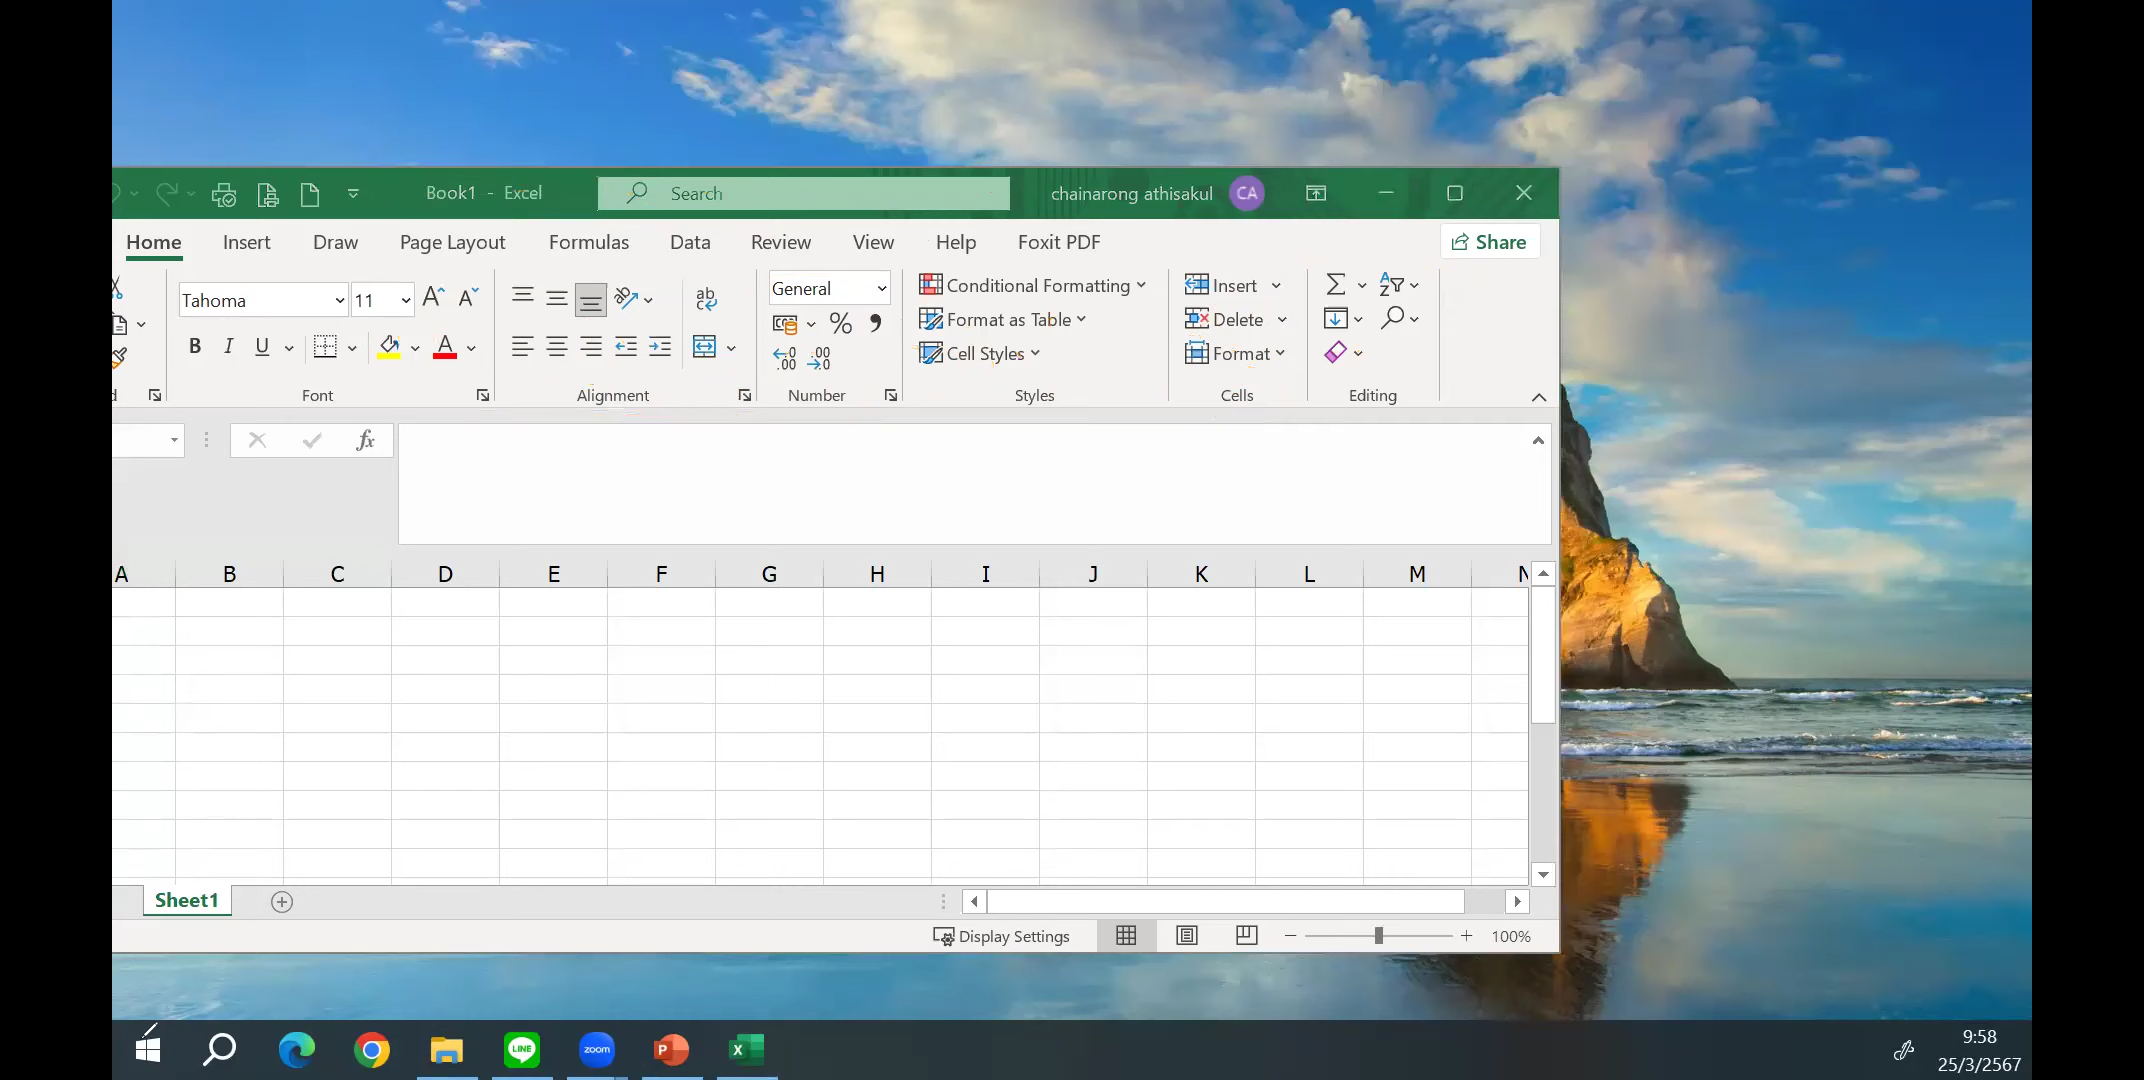 Book1 - Excel
Search
chainarong athisakul CA
Home Insert Draw Page Layout Formulas Data Review View Help Foxit PDF Share
Tahoma 11 General Conditional Formatting Insert
Format as Table Delete
B I U A Cell Styles Format
Font Alignment Number Styles Cells Editing
fx
A B C D E F G H I J K L M N
Sheet1
Display Settings 100%
LINE zoom
9:58
25/3/2567